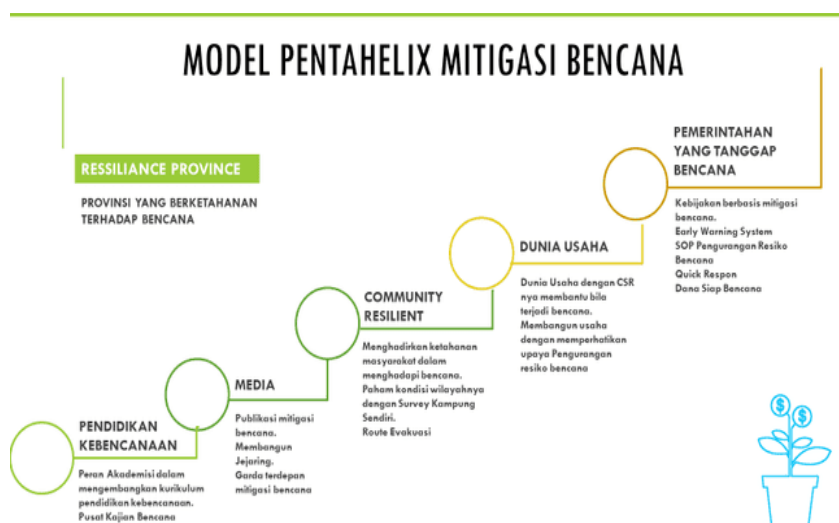 MODEL PENTAHELIX MITIGASI BENCANA
RESSILIANCE PROVINCE
PROVINSI YANG BERKETAHANAN
TERHADAP BENCANA
PENDIDIKAN
KEBENCANAAN
Peran Akademisi dalam
mengembangkan kurikulum
pendidikan kebencanaan.
Pusat Kajian Bencana
MEDIA
Publikasi mitigasi
bencana.
Membangun
Jejaring.
Garda terdepan
mitigasi bencana
COMMUNITY
RESILIENT
Menghadirkan ketahanan
masyarakat dalam
menghadapi bencana.
Paham kondisi wilayahnya
dengan Survey Kampung
Sendiri.
Route Evakuasi
DUNIA USAHA
Dunia Usaha dengan CSR
nya membantu bila
terjadi bencana.
Membangun usaha
dengan memperhatikan
upaya Pengurangan
resiko bencana
PEMERINTAHAN
YANG TANGGAP
BENCANA
Kebijakan berbasis mitigasi
bencana.
Early Warning System
SOP Pengurangan Resiko
Bencana
Quick Respon
Dana Siap Bencana
$
$